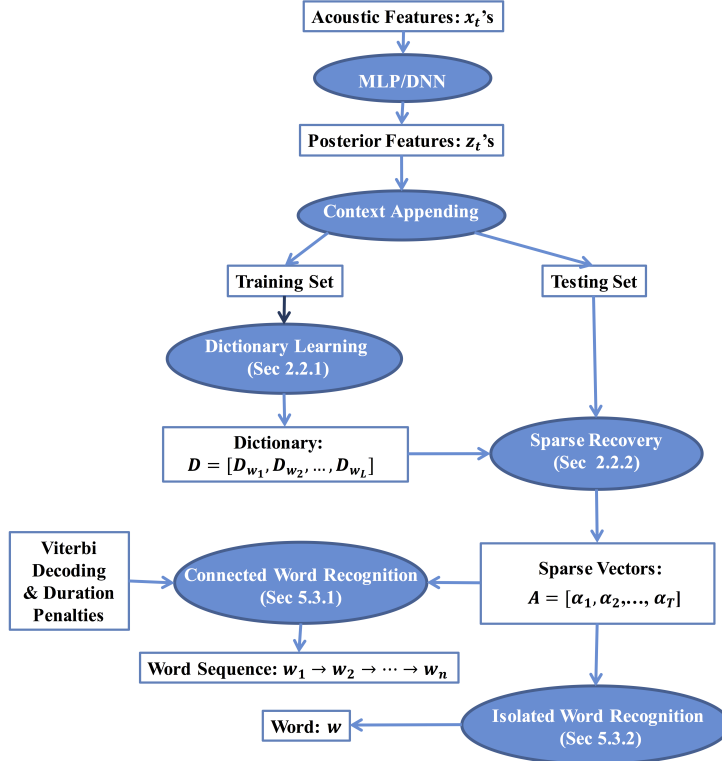 Acoustic Features: x_t's
MLP/DNN
Posterior Features: z_t's
Context Appending
Training Set
Testing Set
Dictionary Learning
(Sec 2.2.1)
Dictionary:
D = [D_{w_1}, D_{w_2}, ..., D_{w_L}]
Sparse Recovery
(Sec 2.2.2)
Viterbi
Decoding
& Duration
Penalties
Connected Word Recognition
(Sec 5.3.1)
Sparse Vectors:
A = [α_1, α_2,..., α_T]
Word Sequence: w_1 → w_2 → ⋯ → w_n
Isolated Word Recognition
(Sec 5.3.2)
Word: w